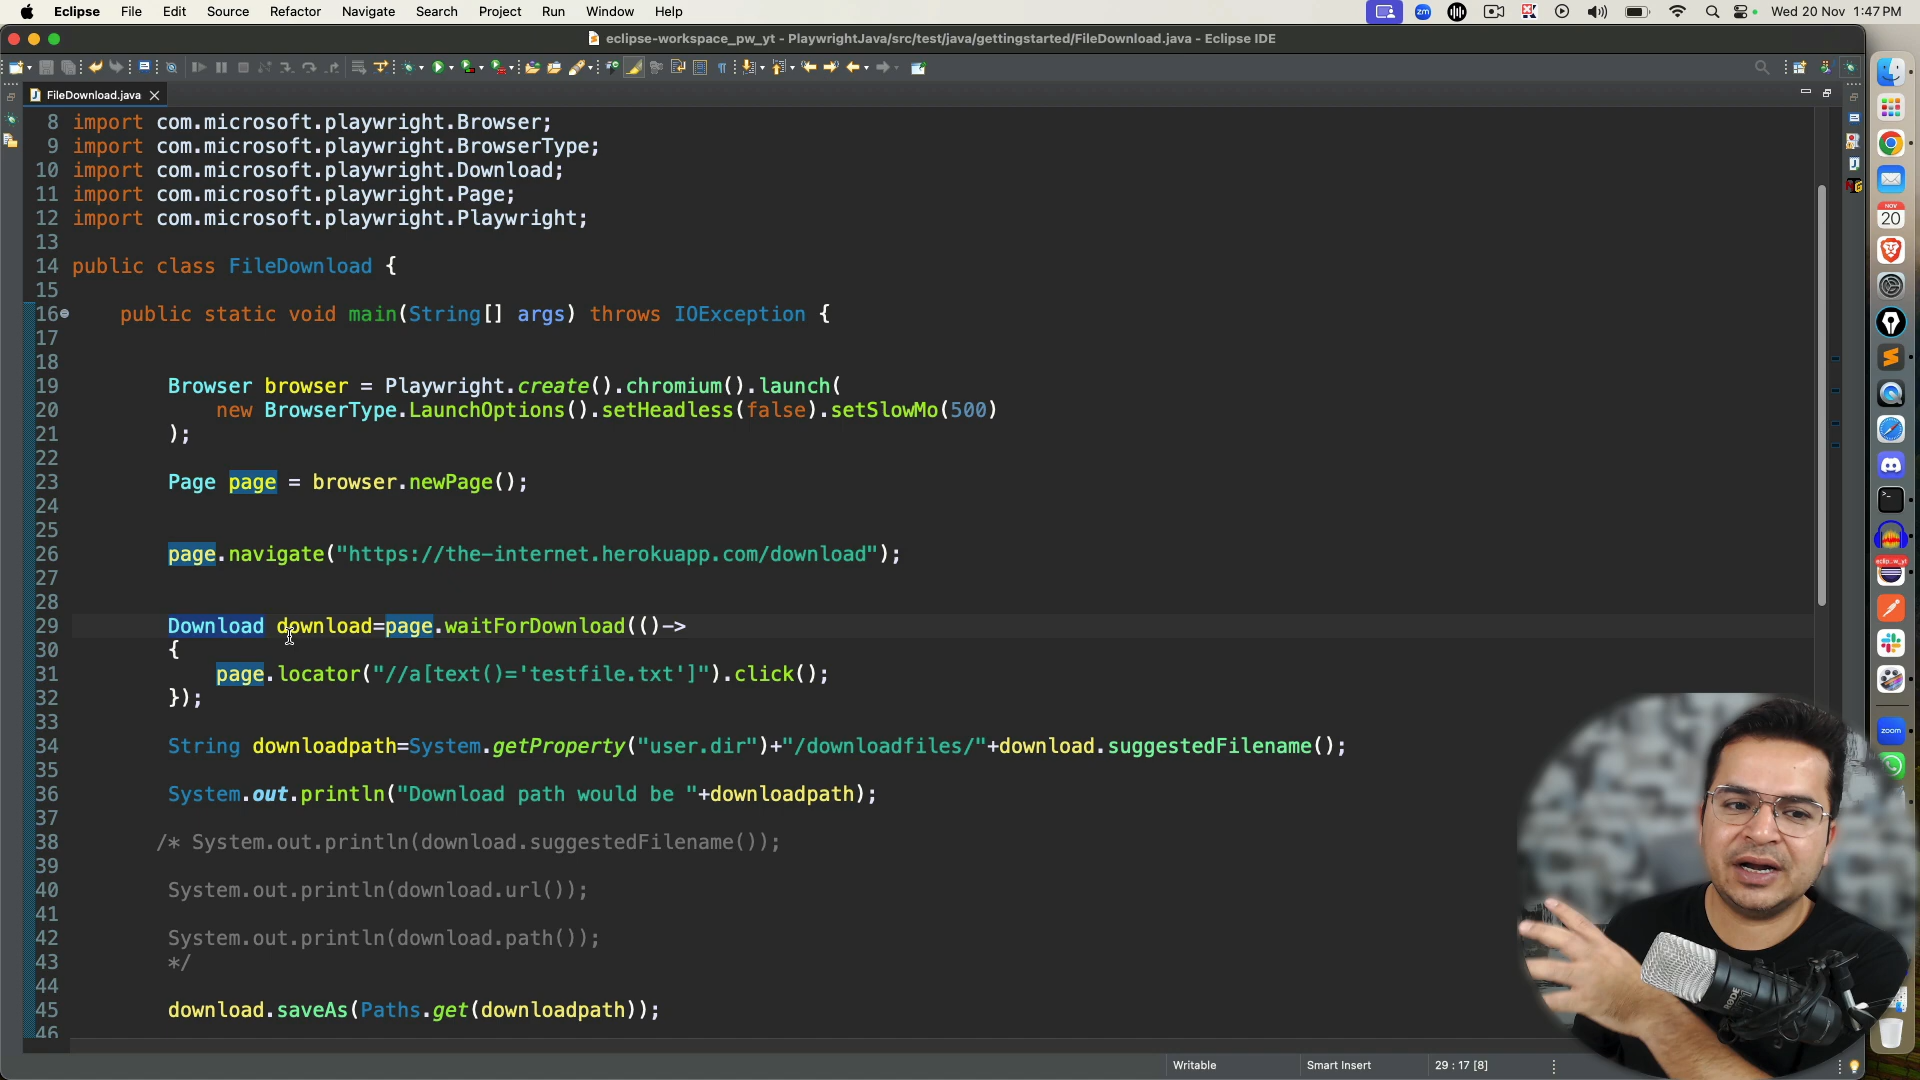 Eclipse File Edit Source Refactor Navigate Search Project Run Window Help
zm Wed 20 Nov 1:47 PM
eclipse-workspace_pw_yt - PlaywrightJava/src/test/java/gettingstarted/FileDownload.java - Eclipse IDE
FileDownload.java
8 import com.microsoft.playwright.Browser;
9 import com.microsoft.playwright.BrowserType;
10 import com.microsoft.playwright.Download;
11 import com.microsoft.playwright.Page;
12 import com.microsoft.playwright.Playwright;
13
14 public class FileDownload {
15
16 public static void main(String[] args) throws IOException {
17
18
19 Browser browser = Playwright.create().chromium().launch(
20 new BrowserType.LaunchOptions().setHeadless(false).setSlowMo(500)
21 );
22
23 Page page = browser.newPage();
24
25
26 page.navigate("https://the-internet.herokuapp.com/download");
27
28
29 Download download=page.waitForDownload(()->
30 {
31 page.locator("//a[text()='testfile.txt']").click();
32 });
33
34 String downloadpath=System.getProperty("user.dir")+"/downloadfiles/"+download.suggestedFilename();
35
36 System.out.println("Download path would be "+downloadpath);
37
38 /* System.out.println(download.suggestedFilename());
39
40 System.out.println(download.url());
41
42 System.out.println(download.path());
43 */
44
45 download.saveAs(Paths.get(downloadpath));
46
Writable Smart Insert 29 : 17 [8]
NOV
20
eclip..w_yt
zoom
RØDE